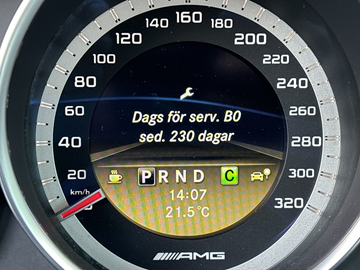 120 140 160 180 200
100 220
80 240
60 260
40 280
20 300
km/h 320
Dags för serv. B0
sed. 230 dagar
P R N D C
14:07
21.5°C
AMG